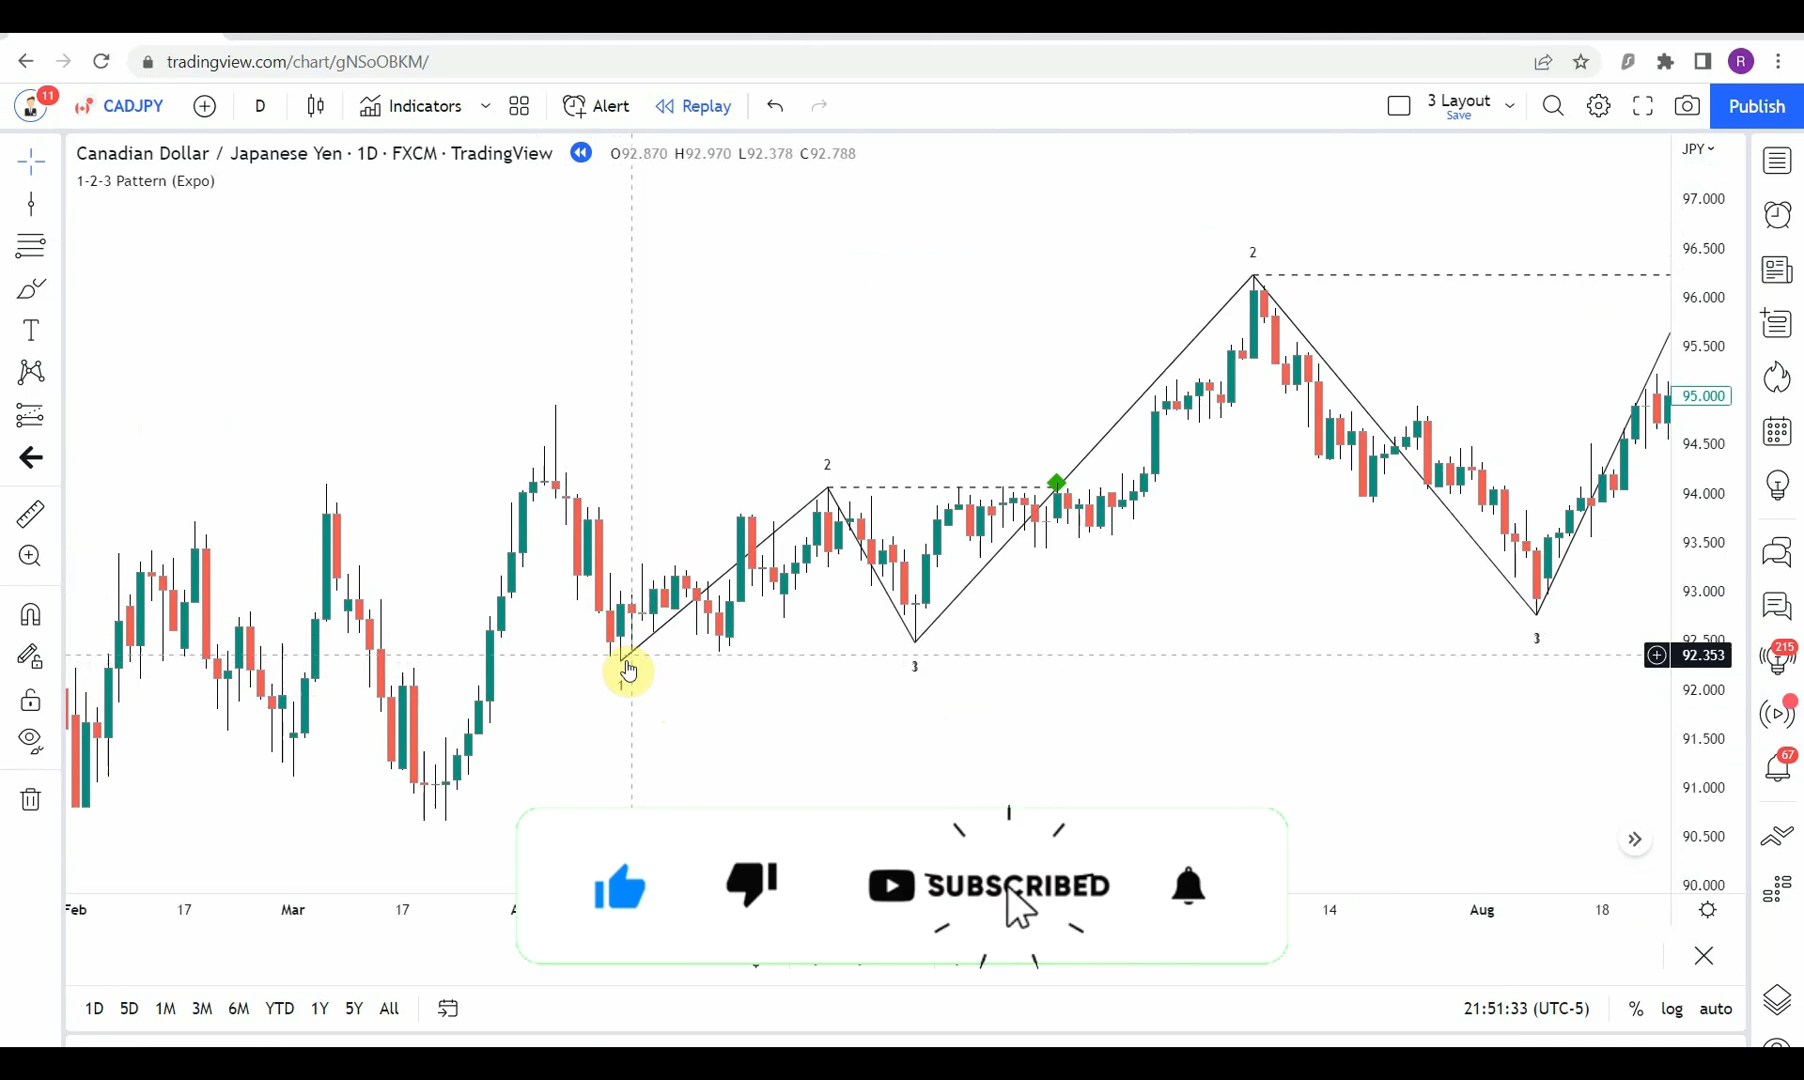 tradingview.com/chart/gNSoOBKM/
R
11
CADJPY
D
Indicators
Alert
Replay
3 Layout
Save
Publish
Canadian Dollar / Japanese Yen · 1D · FXCM · TradingView
O92.870 H92.970 L92.378 C92.788
JPY
1-2-3 Pattern (Expo)
97.000
96.500
96.000
95.500
95.000
94.500
94.000
93.500
93.000
92.500
92.353
92.000
91.500
91.000
90.500
90.000
2
2
1
3
3
215
67
SUBSCRIBED
Feb
17
Mar
17
14
Aug
18
1D 5D 1M 3M 6M YTD 1Y 5Y All
21:51:33 (UTC-5)
% log auto